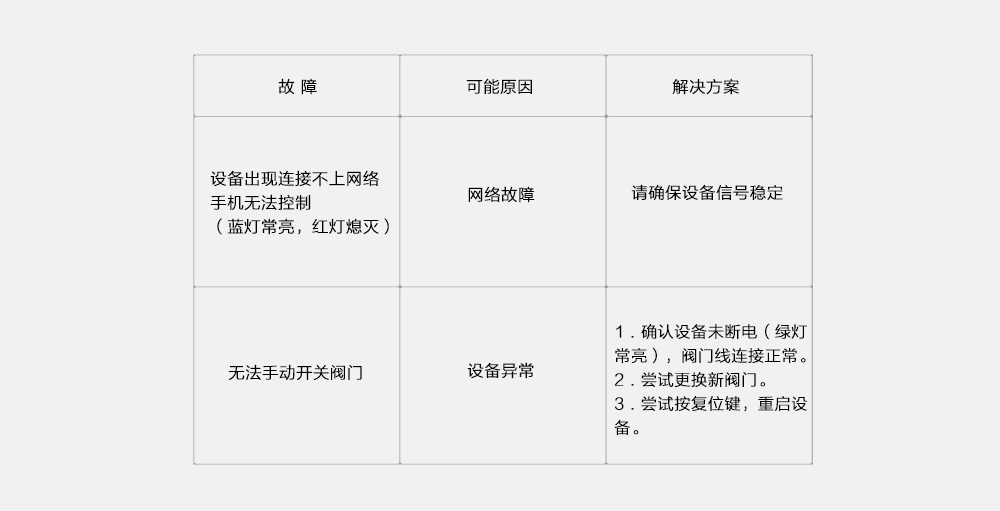 故 障
可能原因
解决方案
设备出现连接不上网络
手机无法控制
（蓝灯常亮，红灯熄灭）
网络故障
请确保设备信号稳定
无法手动开关阀门
设备异常
1．确认设备未断电（绿灯
常亮），阀门线连接正常。
2．尝试更换新阀门。
3．尝试按复位键，重启设
备。